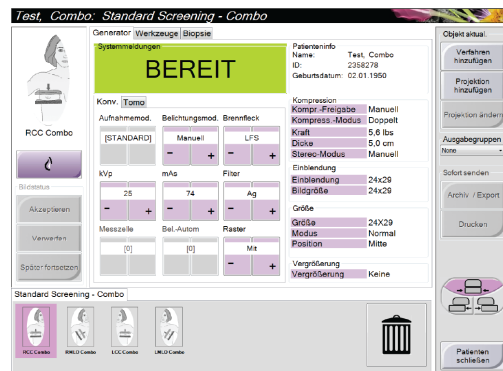 Test, Combo: Standard Screening - Combo
Generator Werkzeuge Biopsie
Systemmeldungen
BEREIT
Patienteninfo
Name: Test, Combo
ID: 2358278
Geburtsdatum: 02.01.1950
Konv. Tomo
Aufnahmemod. Belichtungsmod. Brennfleck
[STANDARD] Manuell LFS
- + - +
kVp mAs Filter
25 74 Ag
- + - + - +
Messzelle Bel.-Autom Raster
[0] [0] Mit
- +
Kompression
Kompr.-Freigabe Manuell
Kompress.-Modus Doppelt
Kraft 5,6 lbs
Dicke 5,0 cm
Stereo-Modus Manuell
Einblendung
Einblendung 24x29
Bildgröße 24x29
Größe
Größe 24X29
Modus Normal
Position Mitte
Vergrößerung
Vergrößerung Keine
RCC Combo
Bildstatus
Akzeptieren
Verwerfen
Später fortsetzen
Objekt aktual.
Verfahren
hinzufügen
Projektion
hinzufügen
Projektion ändern
Ausgabegruppen
None
Sofort senden
Archiv / Export
Drucken
Patienten
schließen
Standard Screening - Combo
RCC Combo RMLO Combo LCC Combo LMLO Combo